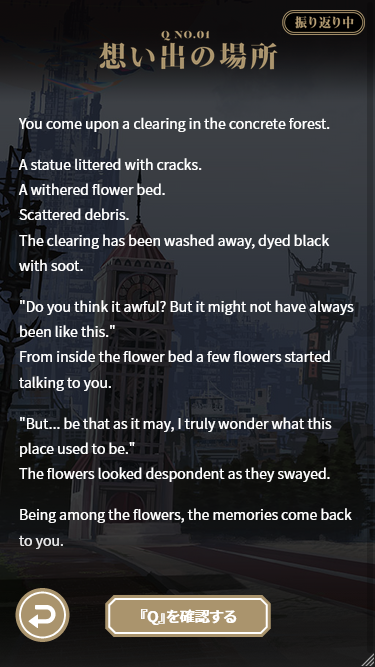 振り返り中
Q NO.01
想い出の場所
You come upon a clearing in the concrete forest.
A statue littered with cracks.
A withered flower bed.
Scattered debris.
The clearing has been washed away, dyed black
with soot.
"Do you think it awful? But it might not have always
been like this."
From inside the flower bed a few flowers started
talking to you.
"But... be that as it may, I truly wonder what this
place used to be."
The flowers looked despondent as they swayed.
Being among the flowers, the memories come back
to you.
『Q』を確認する